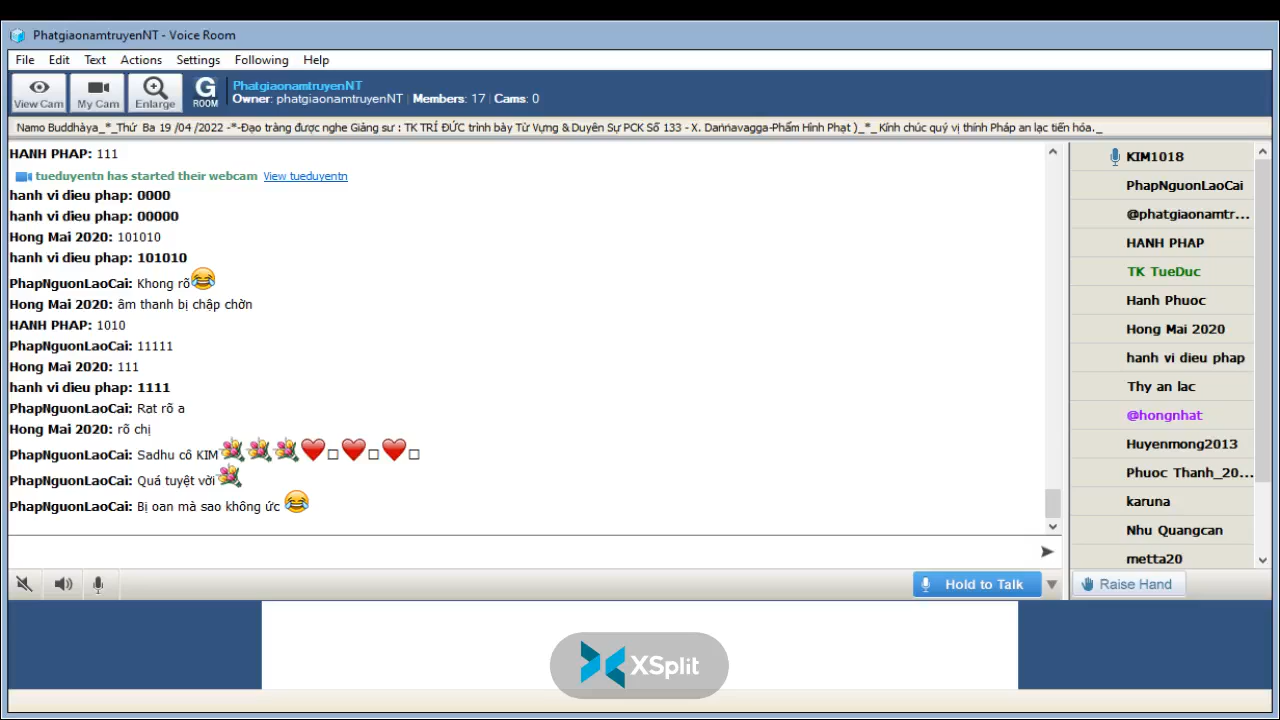 PhatgiaonamtruyenNT - Voice Room
File Edit Text Actions Settings Following Help
View Cam My Cam Enlarge G ROOM
PhatgiaonamtruyenNT
Owner: phatgiaonamtruyenNT | Members: 17 | Cams: 0
Namo Buddhàya_*_Thứ Ba 19 /04 /2022 -*-Đạo tràng được nghe Giảng sư : TK TRÍ ĐỨC trình bày Từ Vựng & Duyên Sự PCK Số 133 - X. Daṇṇavagga-Phẩm Hình Phạt )_*_ Kính chúc quý vị thính Pháp an lạc tiến hóa._
HANH PHAP: 111
tueduyentn has started their webcam View tueduyentn
hanh vi dieu phap: 0000
hanh vi dieu phap: 00000
Hong Mai 2020: 101010
hanh vi dieu phap: 101010
PhapNguonLaoCai: Khong rõ😂
Hong Mai 2020: âm thanh bị chập chờn
HANH PHAP: 1010
PhapNguonLaoCai: 11111
Hong Mai 2020: 111
hanh vi dieu phap: 1111
PhapNguonLaoCai: Rat rõ a
Hong Mai 2020: rõ chị
PhapNguonLaoCai: Sadhu cô KIM💐💐💐❤□❤□❤□
PhapNguonLaoCai: Quá tuyệt vời💐
PhapNguonLaoCai: Bị oan mà sao không ức 😂
Hold to Talk
KIM1018
PhapNguonLaoCai
@phatgiaonamtr...
HANH PHAP
TK TueDuc
Hanh Phuoc
Hong Mai 2020
hanh vi dieu phap
Thy an lac
@hongnhat
Huyenmong2013
Phuoc Thanh_20...
karuna
Nhu Quangcan
metta20
Raise Hand
XSplit